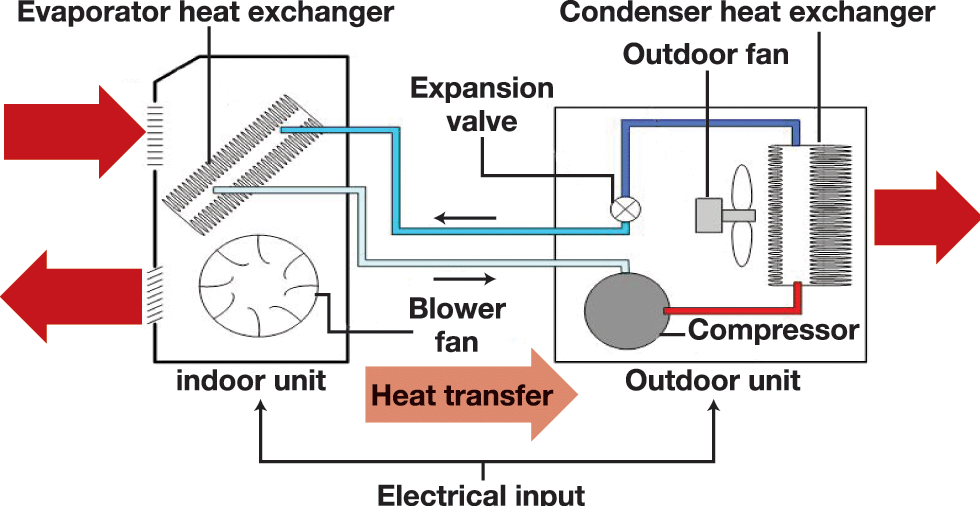 Evaporator heat exchanger
Condenser heat exchanger
Outdoor fan
Expansion
valve
Blower
fan
Compressor
indoor unit
Heat transfer
Outdoor unit
Electrical input